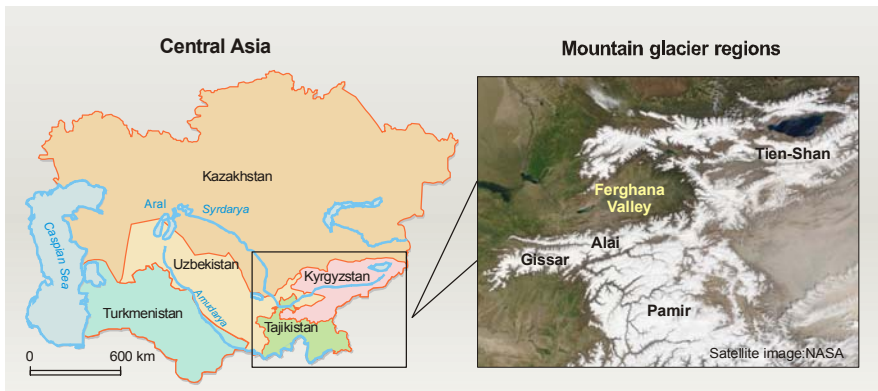 Central Asia
Mountain glacier regions
Kazakhstan
Aral
Syrdarya
Caspian Sea
Uzbekistan
Kyrgyzstan
Amudarya
Turkmenistan
Tajikistan
0 600 km
Tien-Shan
Ferghana
Valley
Alai
Gissar
Pamir
Satellite image:NASA